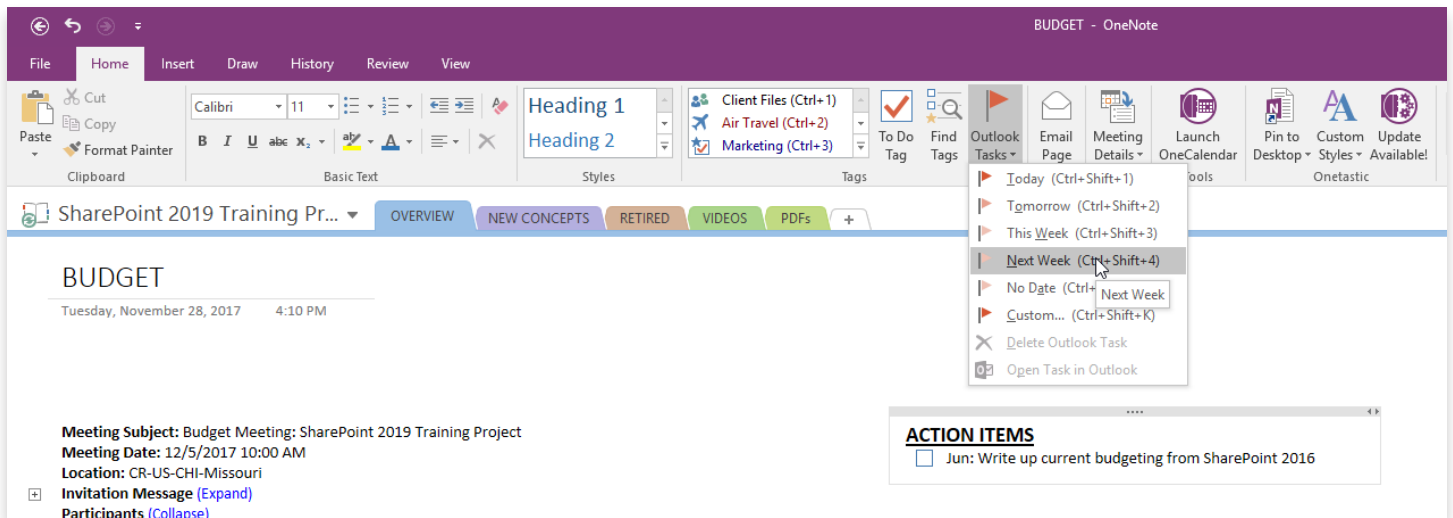 BUDGET - OneNote
File Home Insert Draw History Review View
Cut
Copy
Format Painter
Paste
Clipboard
Calibri 11
B I U abc x₂ aby A
Basic Text
Heading 1
Heading 2
Styles
Client Files (Ctrl+1)
Air Travel (Ctrl+2)
Marketing (Ctrl+3)
To Do Tag
Find Tags
Outlook Tasks
Tags
Email Page
Meeting Details
Launch OneCalendar
ools
Pin to Desktop
Custom Styles
Update Available!
Onetastic
Today (Ctrl+Shift+1)
Tomorrow (Ctrl+Shift+2)
This Week (Ctrl+Shift+3)
Next Week (Ctrl+Shift+4)
No Date (Ctrl+
Next Week
Custom... (Ctrl+Shift+K)
Delete Outlook Task
Open Task in Outlook
SharePoint 2019 Training Pr... OVERVIEW NEW CONCEPTS RETIRED VIDEOS PDFs +
BUDGET
Tuesday, November 28, 2017 4:10 PM
Meeting Subject: Budget Meeting: SharePoint 2019 Training Project
Meeting Date: 12/5/2017 10:00 AM
Location: CR-US-CHI-Missouri
Invitation Message (Expand)
Participants (Collapse)
ACTION ITEMS
Jun: Write up current budgeting from SharePoint 2016